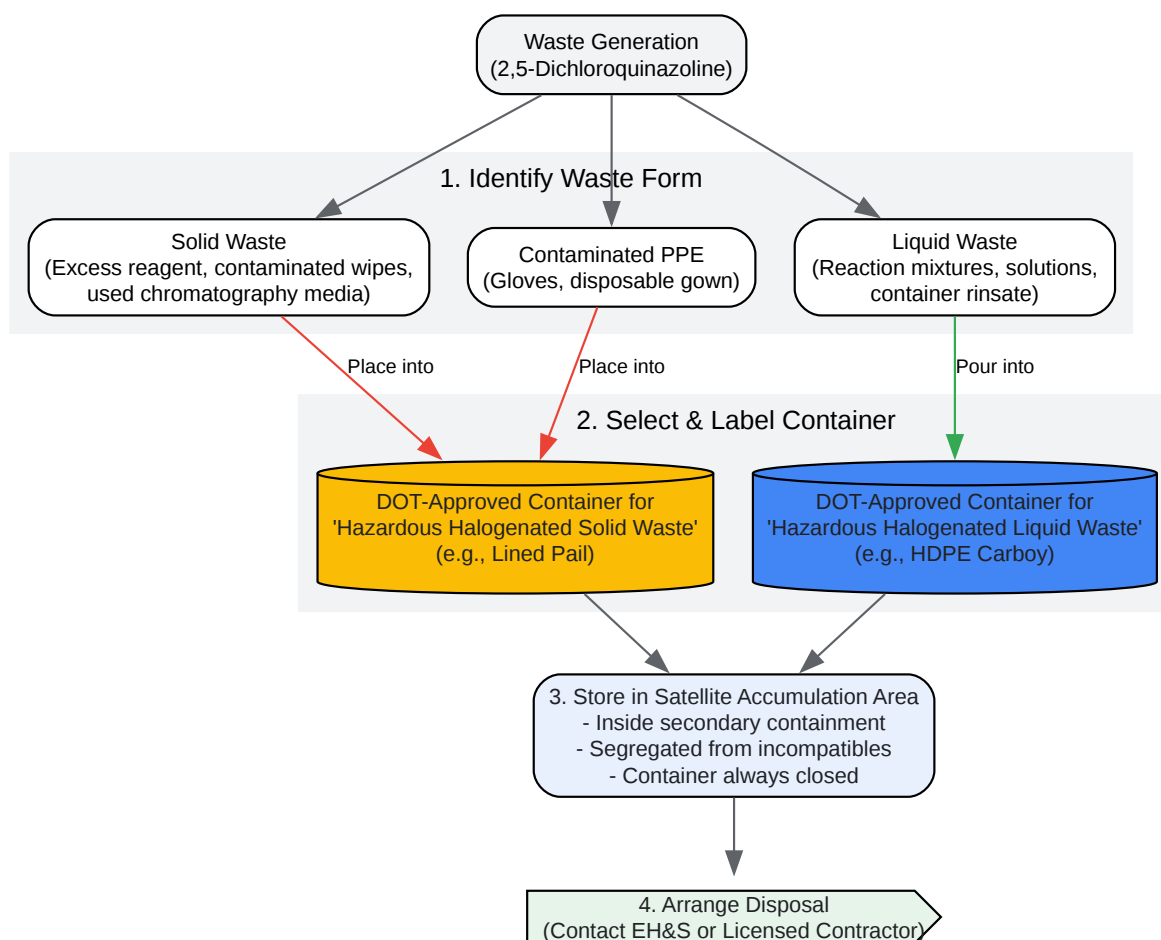 Waste Generation
(2,5-Dichloroquinazoline)
1. Identify Waste Form
Solid Waste
(Excess reagent, contaminated wipes,
used chromatography media)
Contaminated PPE
(Gloves, disposable gown)
Liquid Waste
(Reaction mixtures, solutions,
container rinsate)
Place into
Place into
Pour into
2. Select & Label Container
DOT-Approved Container for
'Hazardous Halogenated Solid Waste'
(e.g., Lined Pail)
DOT-Approved Container for
'Hazardous Halogenated Liquid Waste'
(e.g., HDPE Carboy)
3. Store in Satellite Accumulation Area
- Inside secondary containment
- Segregated from incompatibles
- Container always closed
4. Arrange Disposal
(Contact EH&S or Licensed Contractor)